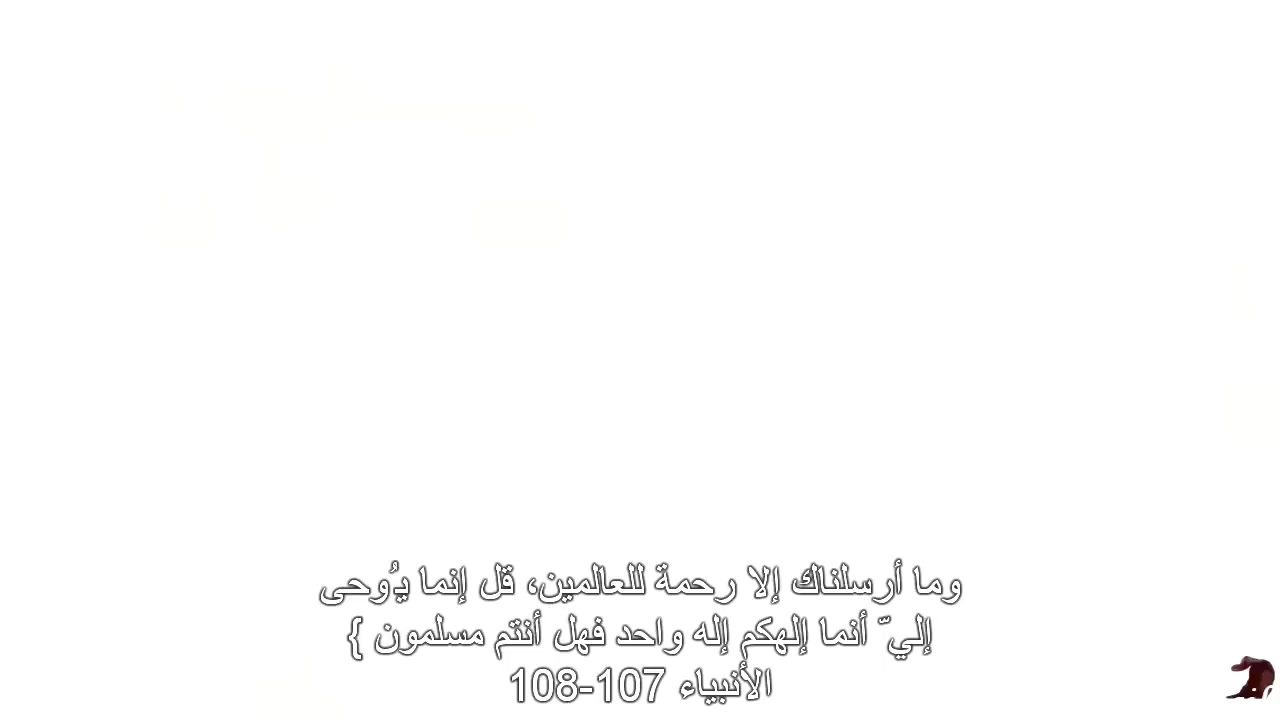 وما أرسلناك إلا رحمة للعالمين، قل إنما يُوحى
إليّ أنما إلهكم إله واحد فهل أنتم مسلمون }
الأنبياء 107-108